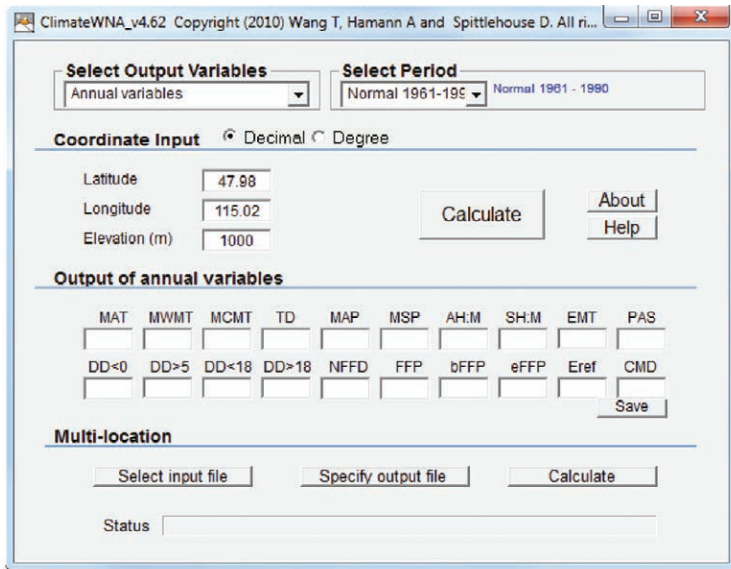 ClimateWNA_v4.62 Copyright (2010) Wang T, Hamann A and Spittlehouse D. All ri...
Select Output Variables
Select Period
Annual variables
Normal 1961-199
Normal 1961 - 1990
Coordinate Input
Decimal
Degree
Latitude
47.98
Longitude
115.02
Elevation (m)
1000
Calculate
About
Help
Output of annual variables
MAT MWMT MCMT TD MAP MSP AH:M SH:M EMT PAS
DD<0 DD>5 DD<18 DD>18 NFFD FFP bFFP eFFP Eref CMD
Save
Multi-location
Select input file
Specify output file
Calculate
Status